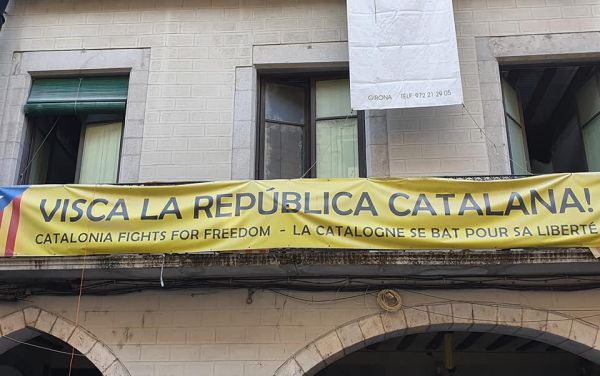 GIRONA TELF 972 21 29 05
VISCA LA REPÚBLICA CATALANA!
CATALONIA FIGHTS FOR FREEDOM - LA CATALOGNE SE BAT POUR SA LIBERTÉ